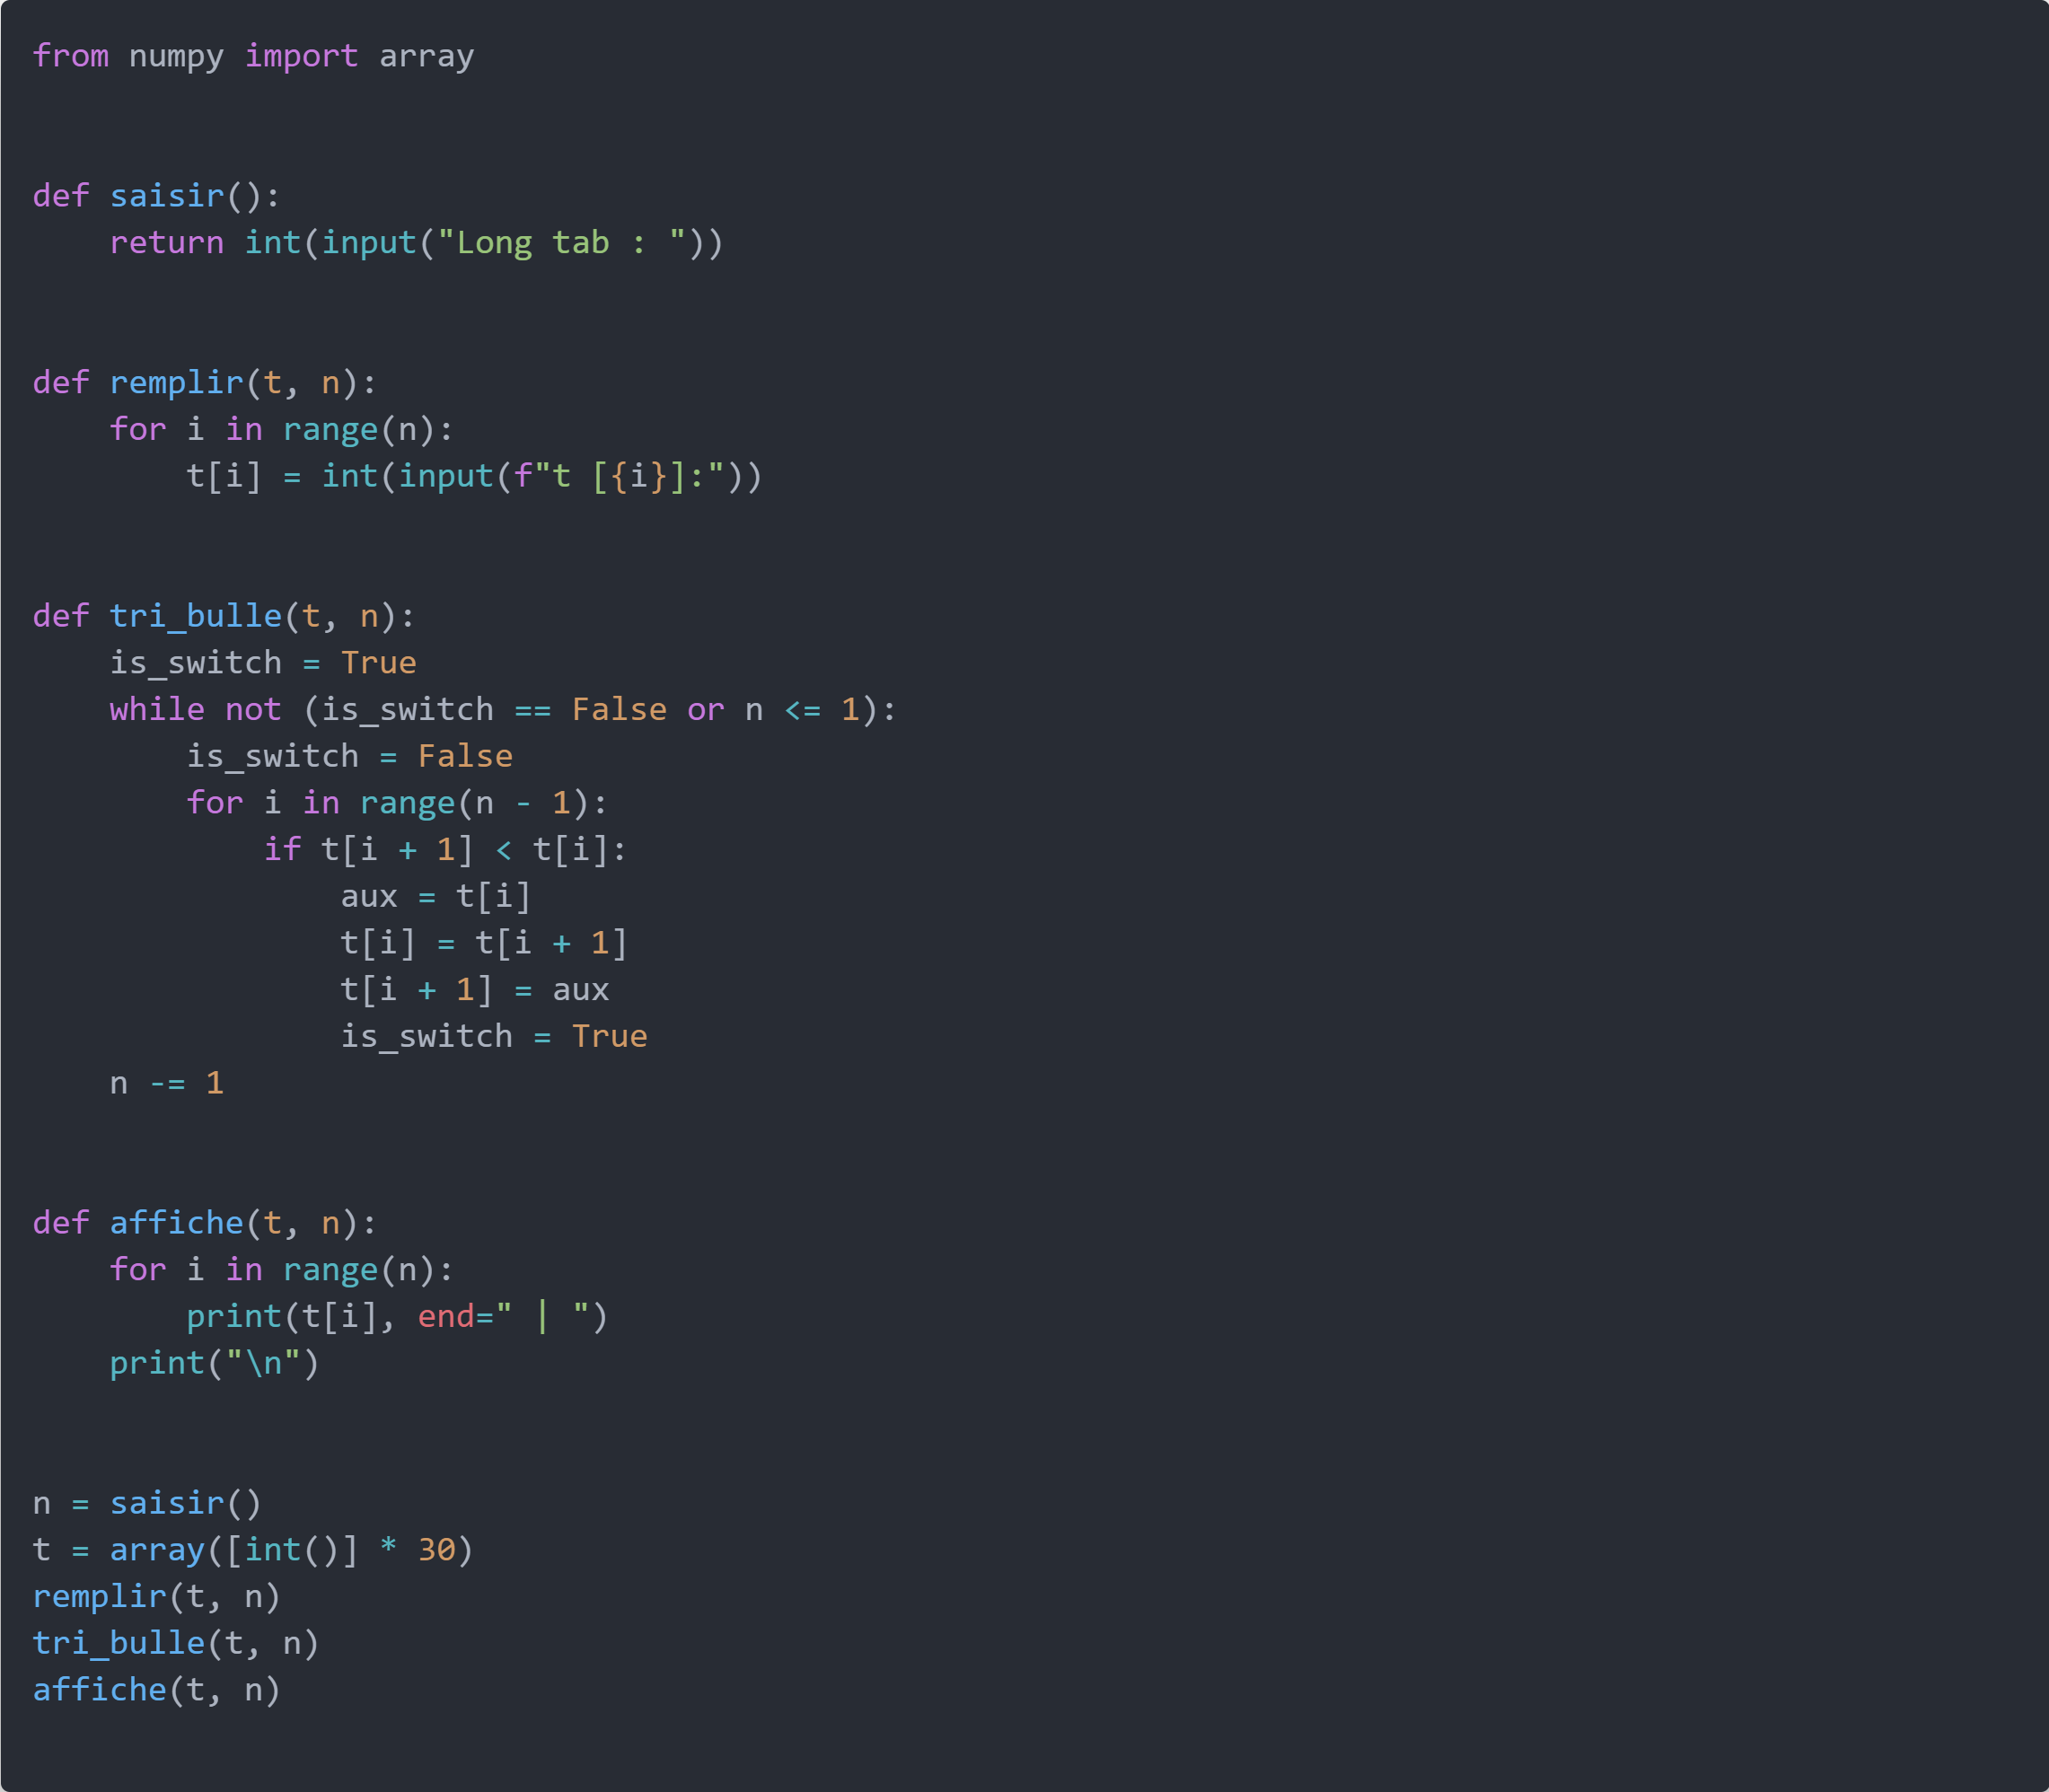 from numpy import array
def saisir():
    return int(input("Long tab : "))
def remplir(t, n):
    for i in range(n):
        t[i] = int(input(f"t [{i}]:"))
def tri_bulle(t, n):
    is_switch = True
    while not (is_switch == False or n <= 1):
        is_switch = False
        for i in range(n - 1):
            if t[i + 1] < t[i]:
                aux = t[i]
                t[i] = t[i + 1]
                t[i + 1] = aux
                is_switch = True
    n -= 1
def affiche(t, n):
    for i in range(n):
        print(t[i], end=" | ")
    print("\n")
n = saisir()
t = array([int()] * 30)
remplir(t, n)
tri_bulle(t, n)
affiche(t, n)